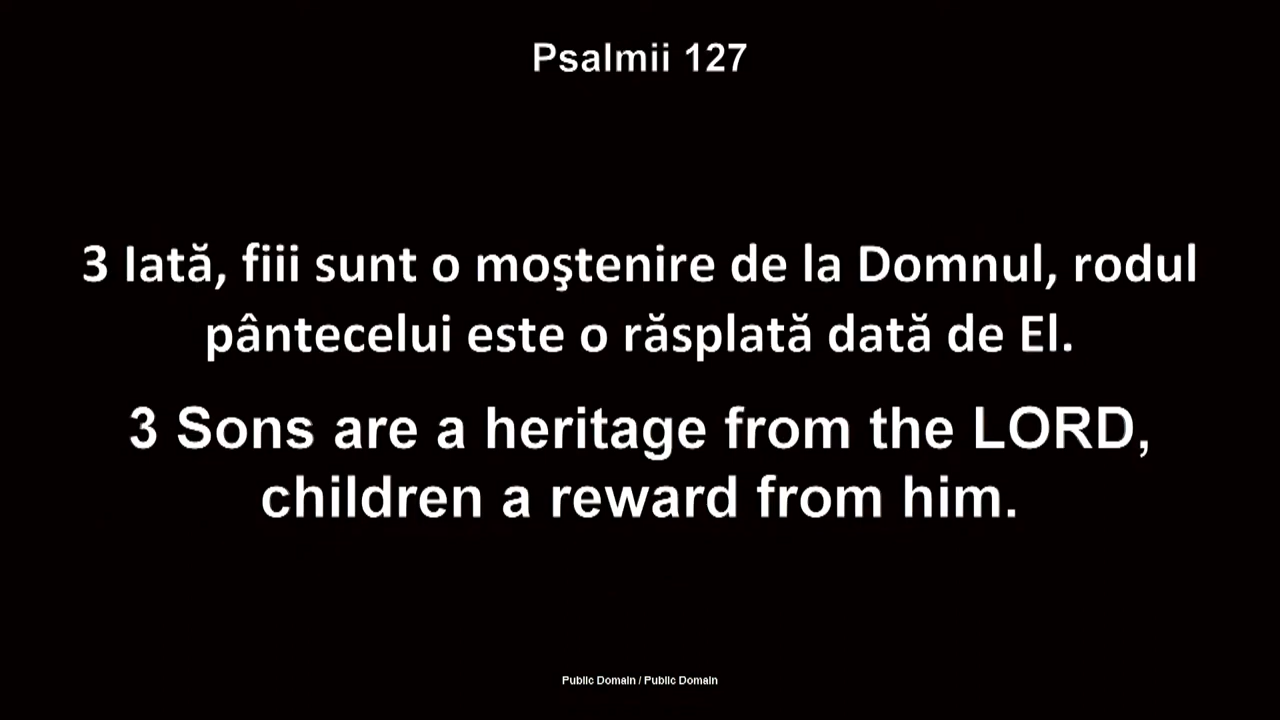 Psalmii 127
3 Iată, fiii sunt o moştenire de la Domnul, rodul
pântecelui este o răsplată dată de El.
3 Sons are a heritage from the LORD,
children a reward from him.
Public Domain / Public Domain